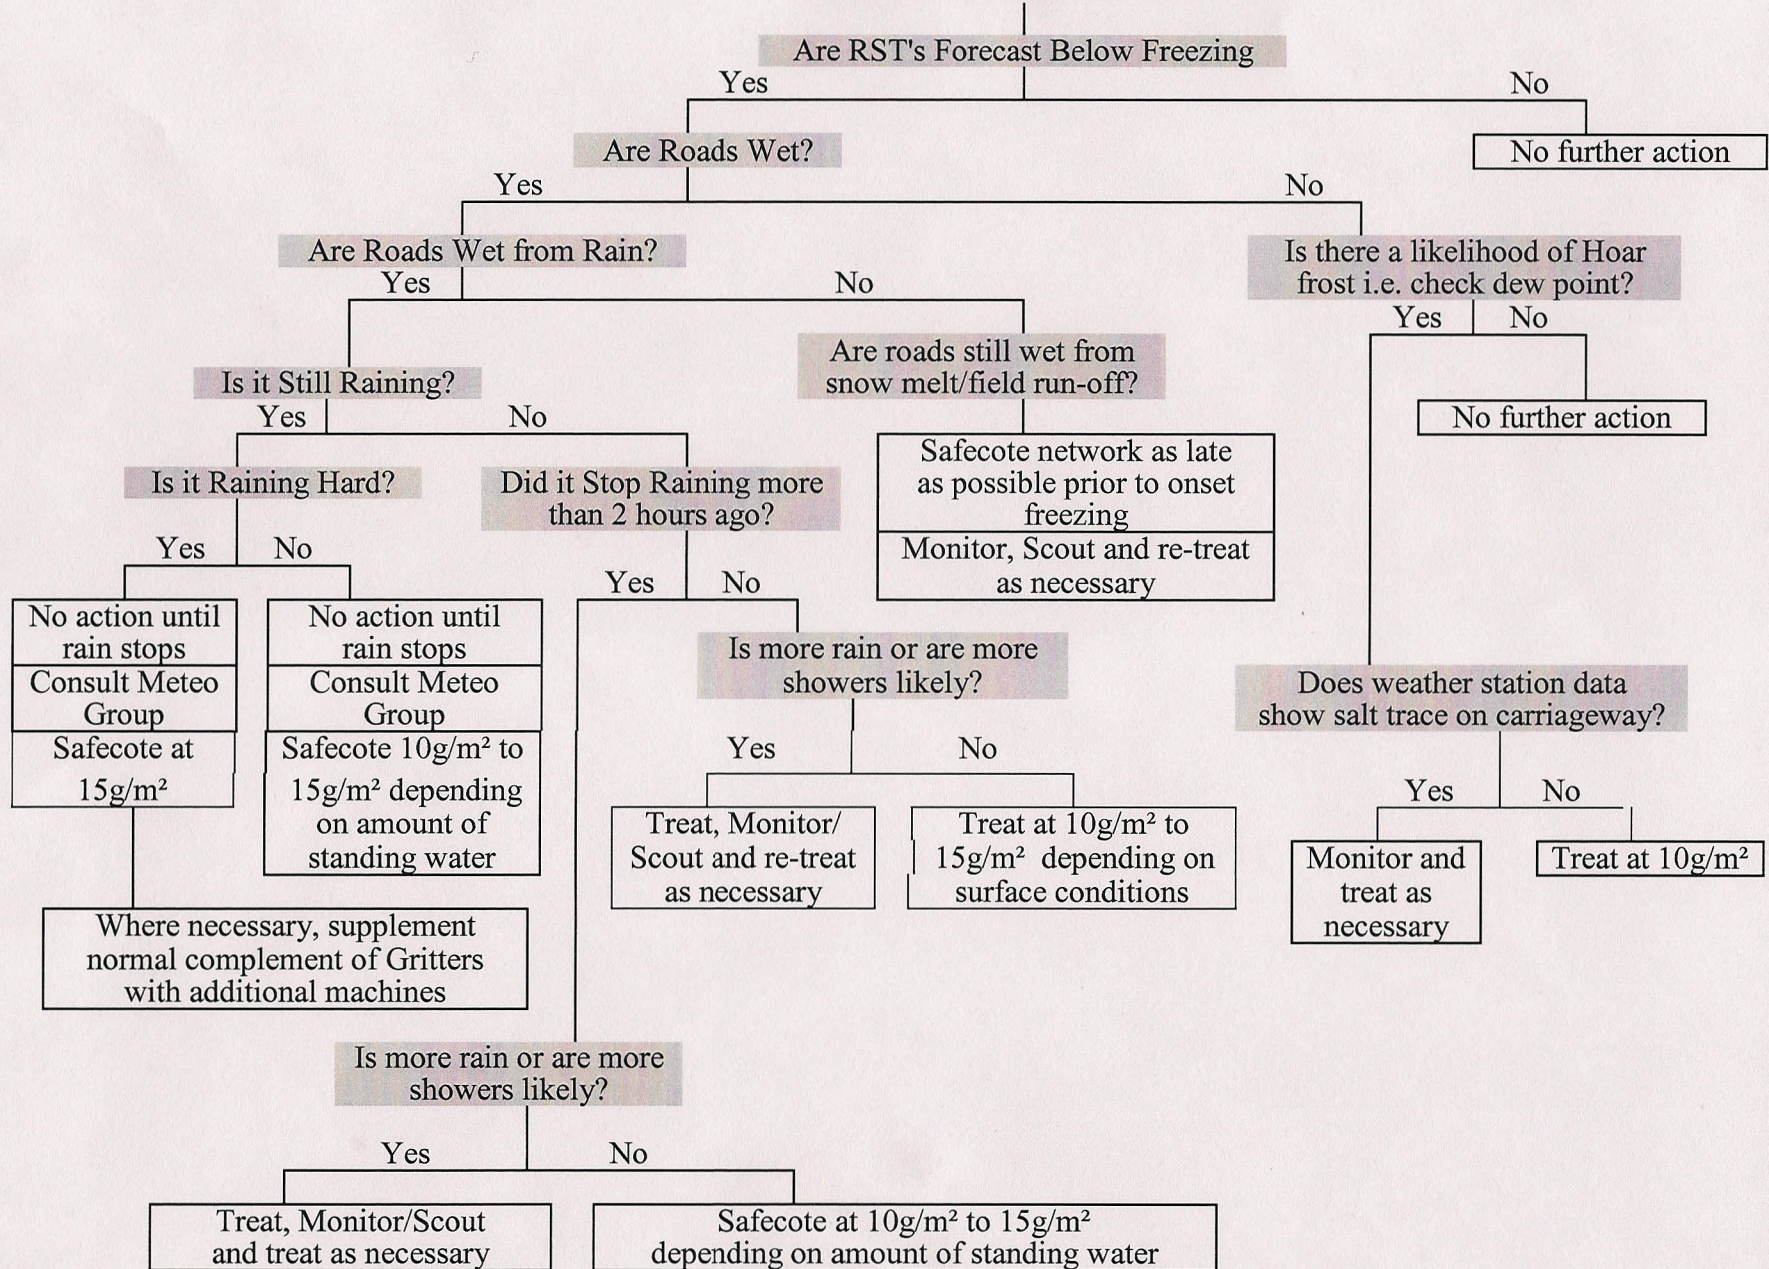 Are RST's Forecast Below Freezing
Yes
No
Are Roads Wet?
No further action
Yes
No
Are Roads Wet from Rain?
Is there a likelihood of Hoar
frost i.e. check dew point?
Yes
No
Yes
No
Are roads still wet from
snow melt/field run-off?
Is it Still Raining?
Yes
No
No further action
Safecote network as late
as possible prior to onset
freezing
Monitor, Scout and re-treat
as necessary
Is it Raining Hard?
Did it Stop Raining more
than 2 hours ago?
Yes
No
Yes
No
No action until
rain stops
Consult Meteo
Group
Safecote at
15g/m²
No action until
rain stops
Consult Meteo
Group
Safecote 10g/m² to
15g/m² depending
on amount of
standing water
Is more rain or are more
showers likely?
Does weather station data
show salt trace on carriageway?
Yes
No
Yes
No
Treat, Monitor/
Scout and re-treat
as necessary
Treat at 10g/m² to
15g/m² depending on
surface conditions
Monitor and
treat as
necessary
Treat at 10g/m²
Where necessary, supplement
normal complement of Gritters
with additional machines
Is more rain or are more
showers likely?
Yes
No
Treat, Monitor/Scout
and treat as necessary
Safecote at 10g/m² to 15g/m²
depending on amount of standing water